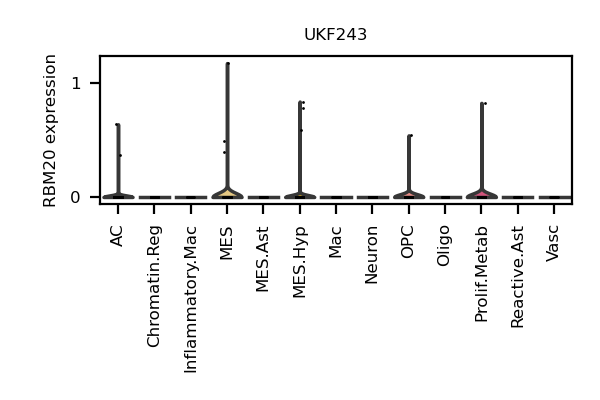 UKF243
RBM20 expression
1
0
AC
Chromatin.Reg
Inflammatory.Mac
MES
MES.Ast
MES.Hyp
Mac
Neuron
OPC
Oligo
Prolif.Metab
Reactive.Ast
Vasc